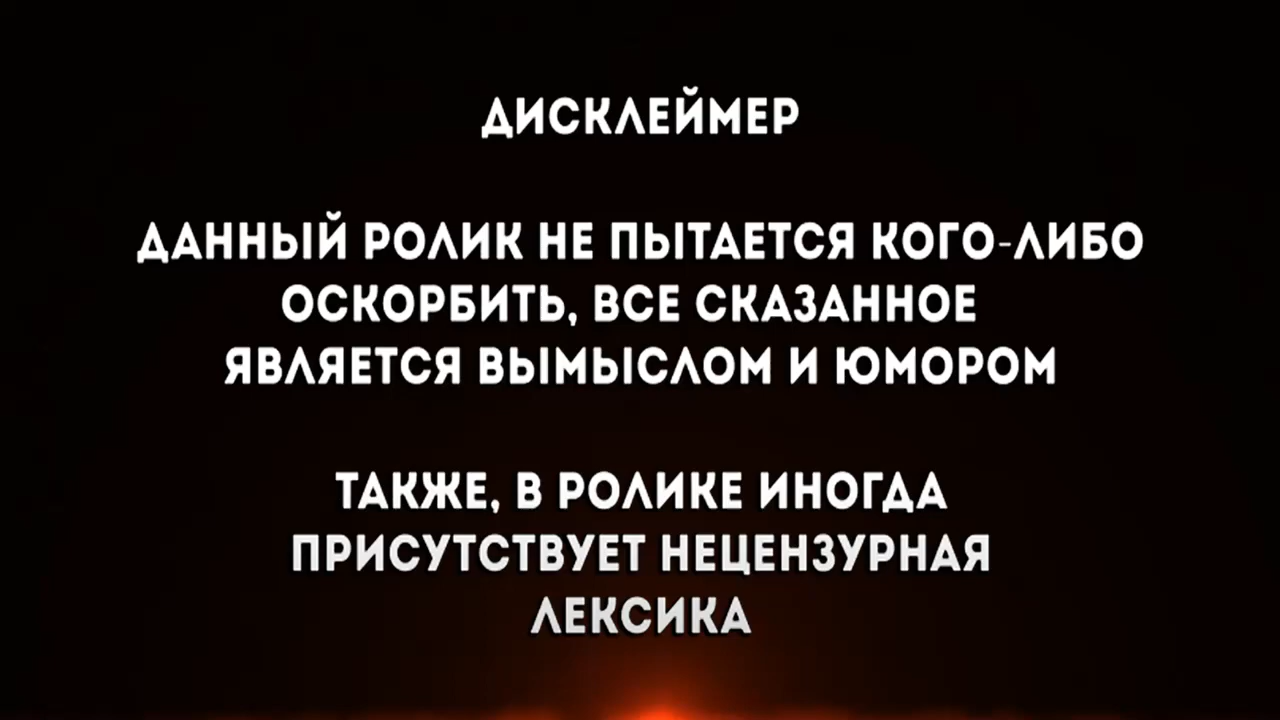 ДИСКЛЕЙМЕР
ДАННЫЙ РОЛИК НЕ ПЫТАЕТСЯ КОГО-ЛИБО
ОСКОРБИТЬ, ВСЕ СКАЗАННОЕ
ЯВЛЯЕТСЯ ВЫМЫСЛОМ И ЮМОРОМ
ТАКЖЕ, В РОЛИКЕ ИНОГДА
ПРИСУТСТВУЕТ НЕЦЕНЗУРНАЯ
ЛЕКСИКА